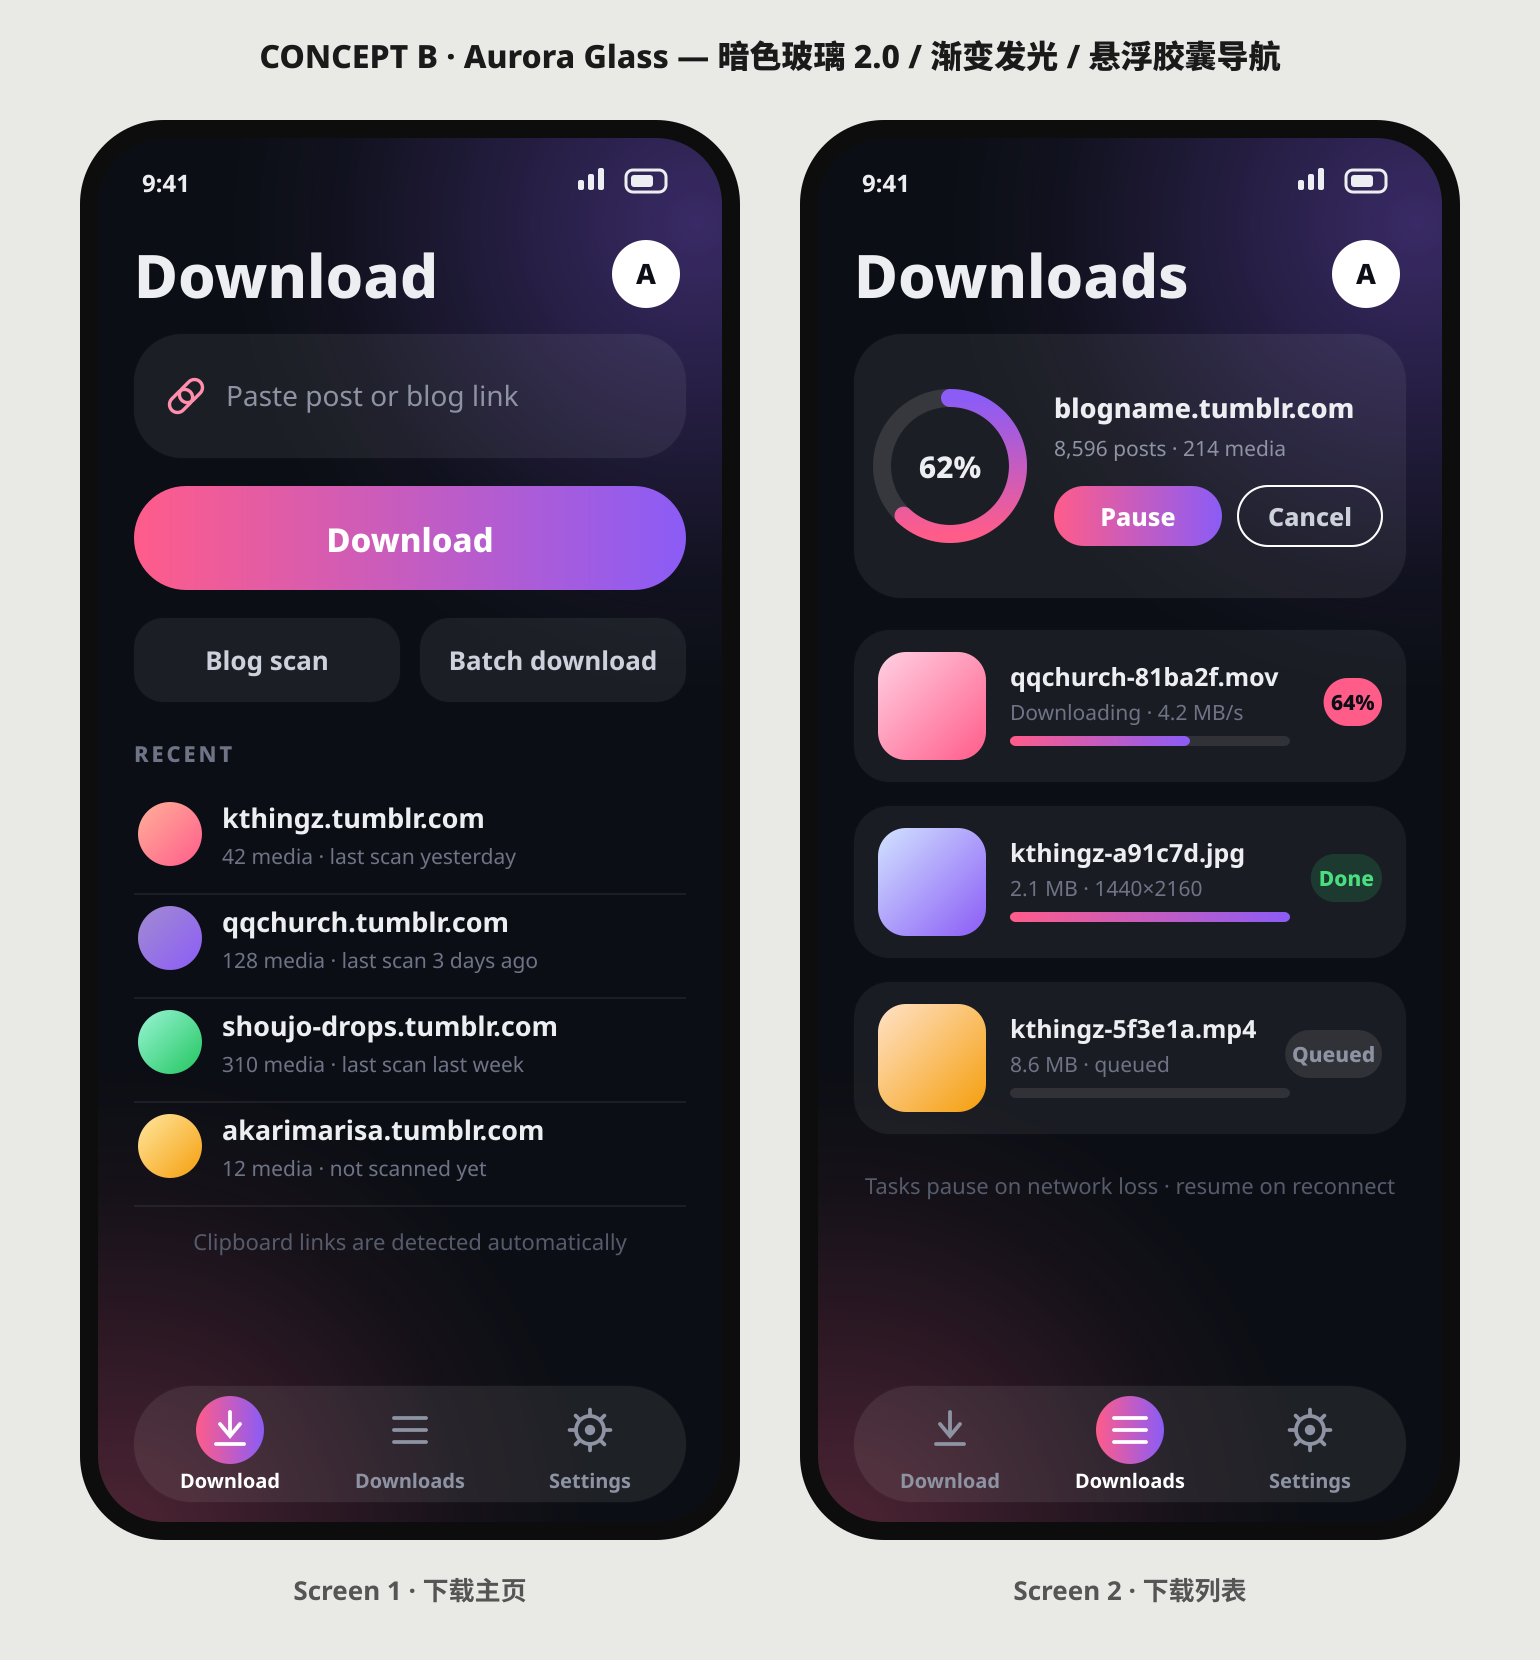 CONCEPT B · Aurora Glass — 暗色玻璃 2.0 / 渐变发光 / 悬浮胶囊导航
9:41
Download
A
Paste post or blog link
Download
Blog scan
Batch download
RECENT
kthingz.tumblr.com
42 media · last scan yesterday
qqchurch.tumblr.com
128 media · last scan 3 days ago
shoujo-drops.tumblr.com
310 media · last scan last week
akarimarisa.tumblr.com
12 media · not scanned yet
Clipboard links are detected automatically
Download
Downloads
Settings
Screen 1 · 下载主页
9:41
Downloads
A
62%
blogname.tumblr.com
8,596 posts · 214 media
Pause
Cancel
qqchurch-81ba2f.mov
Downloading · 4.2 MB/s
64%
kthingz-a91c7d.jpg
2.1 MB · 1440×2160
Done
kthingz-5f3e1a.mp4
8.6 MB · queued
Queued
Tasks pause on network loss · resume on reconnect
Download
Downloads
Settings
Screen 2 · 下载列表